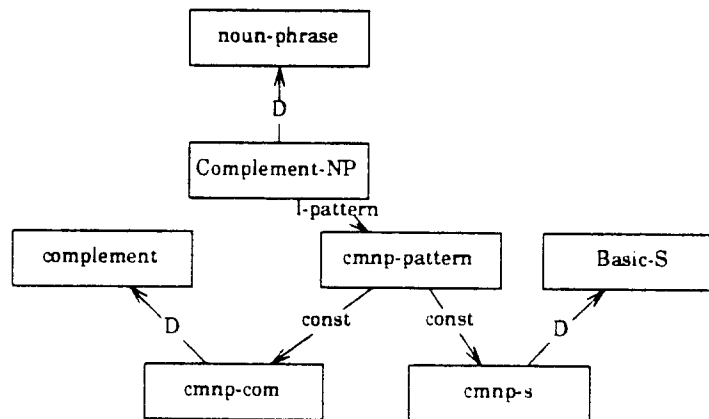 noun-phrase
D
Complement-NP
l-pattern
complement
cmnp-pattern
Basic-S
D
const
const
D
cmnp-com
cmnp-s